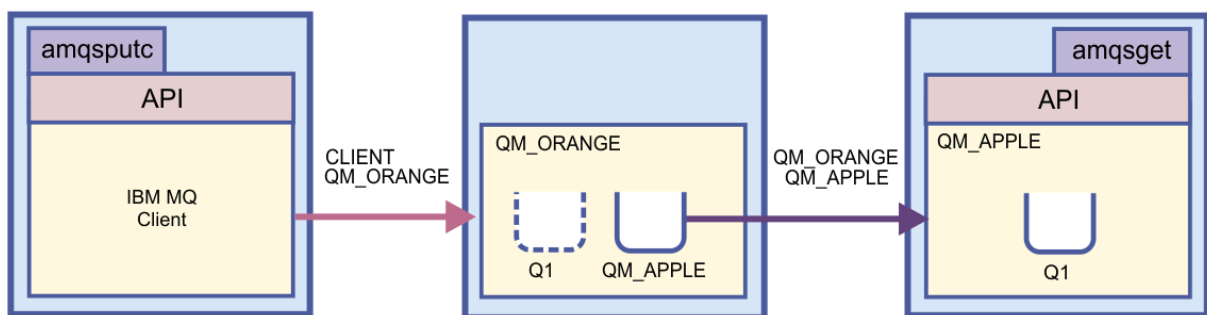 amqsputc
API
IBM MQ
Client
CLIENT
QM_ORANGE
QM_ORANGE
Q1
QM_APPLE
QM_ORANGE
QM_APPLE
amqsget
API
QM_APPLE
Q1